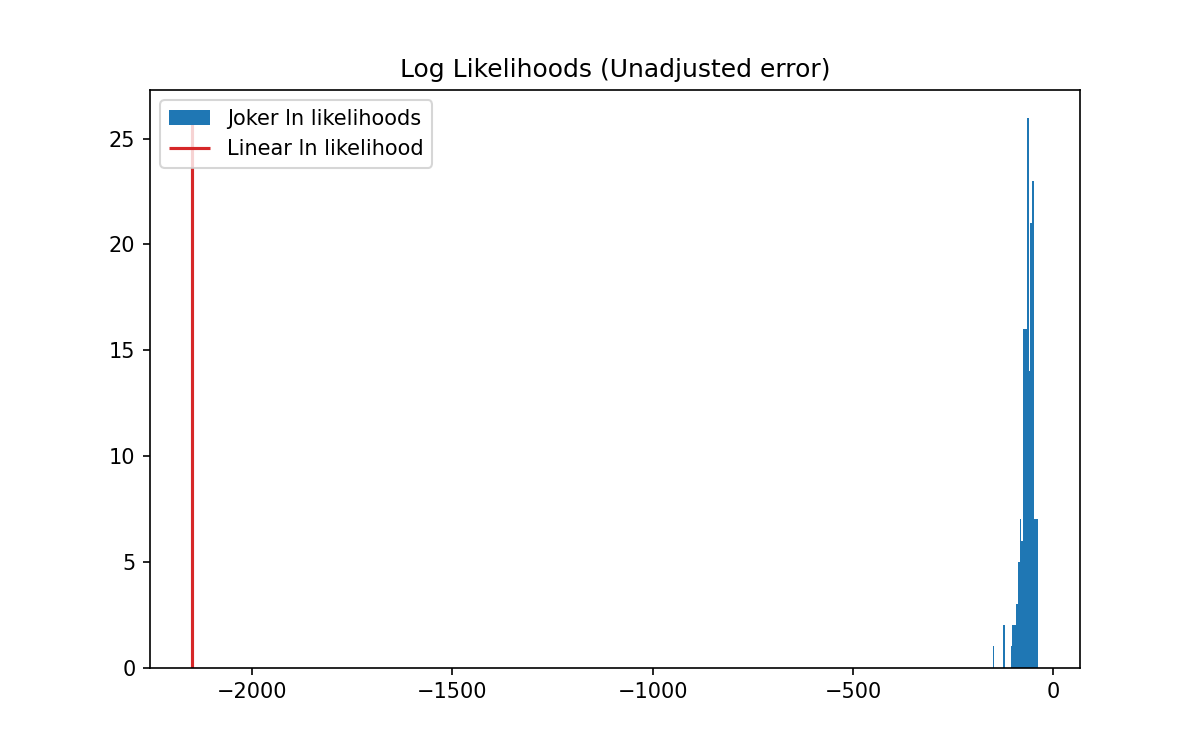 Log Likelihoods (Unadjusted error)
Joker ln likelihoods
Linear ln likelihood
25
20
15
10
5
0
−2000 −1500 −1000 −500 0